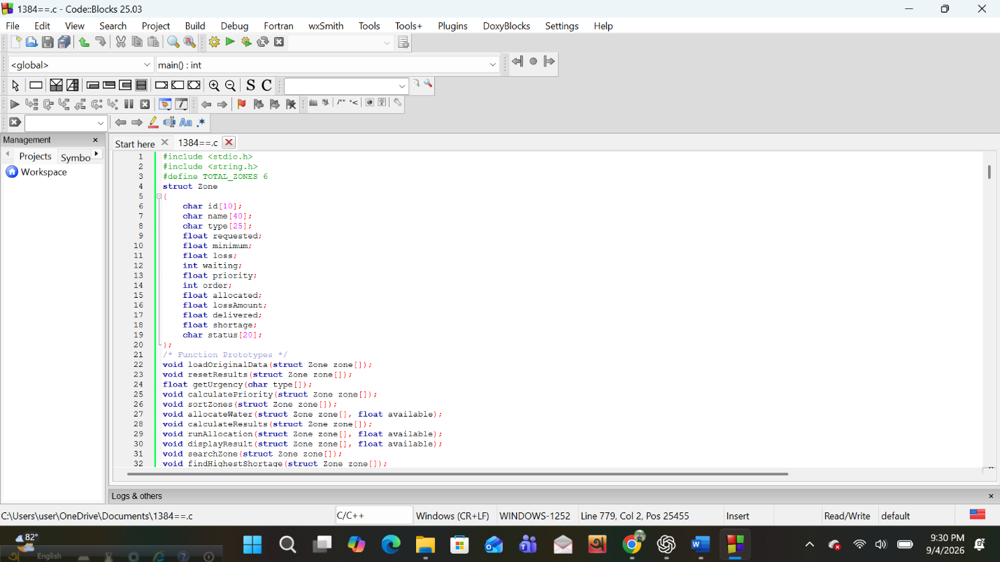 1384==.c - Code::Blocks 25.03
File Edit View Search Project Build Debug Fortran wxSmith Tools Tools+ Plugins DoxyBlocks Settings Help
<global> main() : int
S C
/** *<
Aa .*
Management
Projects Symbo
Workspace
Start here 1384==.c
1 #include <stdio.h>
2 #include <string.h>
3 #define TOTAL_ZONES 6
4 struct Zone
5 {
6 char id[10];
7 char name[40];
8 char type[25];
9 float requested;
10 float minimum;
11 float loss;
12 int waiting;
13 float priority;
14 int order;
15 float allocated;
16 float lossAmount;
17 float delivered;
18 float shortage;
19 char status[20];
20 };
21 /* Function Prototypes */
22 void loadOriginalData(struct Zone zone[]);
23 void resetResults(struct Zone zone[]);
24 float getUrgency(char type[]);
25 void calculatePriority(struct Zone zone[]);
26 void sortZones(struct Zone zone[]);
27 void allocateWater(struct Zone zone[], float available);
28 void calculateResults(struct Zone zone[]);
29 void runAllocation(struct Zone zone[], float available);
30 void displayResult(struct Zone zone[], float available);
31 void searchZone(struct Zone zone[]);
32 void findHighestShortage(struct Zone zone[]);
Logs & others
C:\Users\user\OneDrive\Documents\1384==.c C/C++ Windows (CR+LF) WINDOWS-1252 Line 779, Col 2, Pos 25455 Insert Read/Write default
82°
English
9:30 PM
9/4/2026